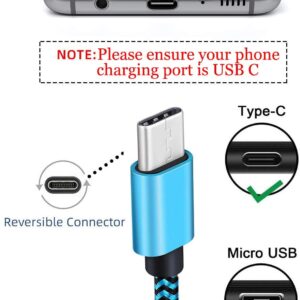 NOTE:Please ensure your phone
charging port is USB C
Type-C
Reversible Connector
Micro USB